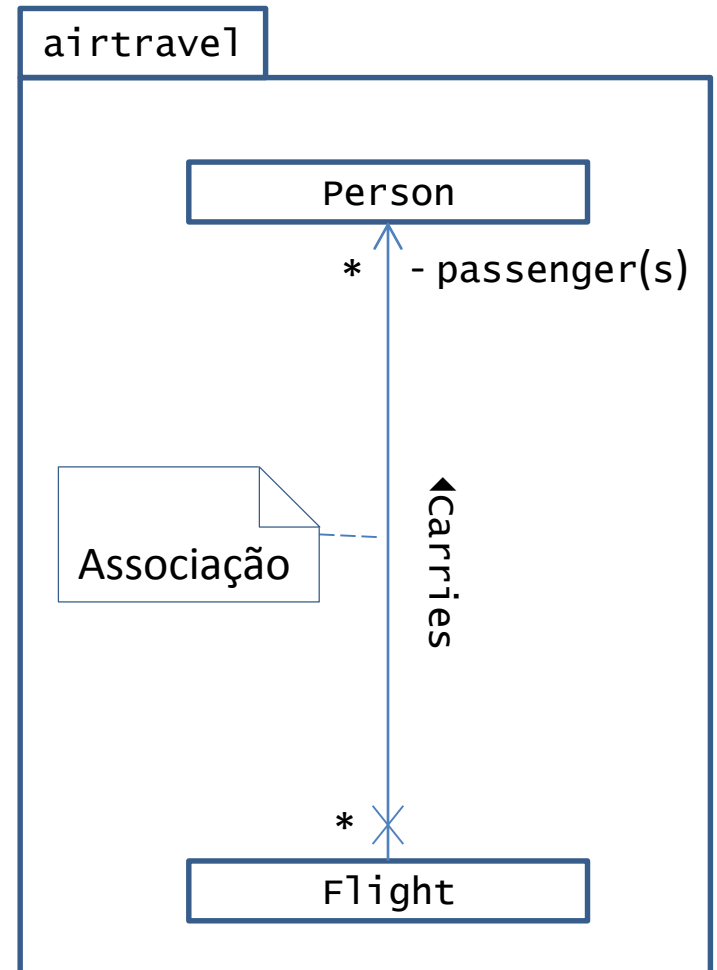 airtravel
Person
* - passenger(s)
Associação
◀Carries
*
Flight